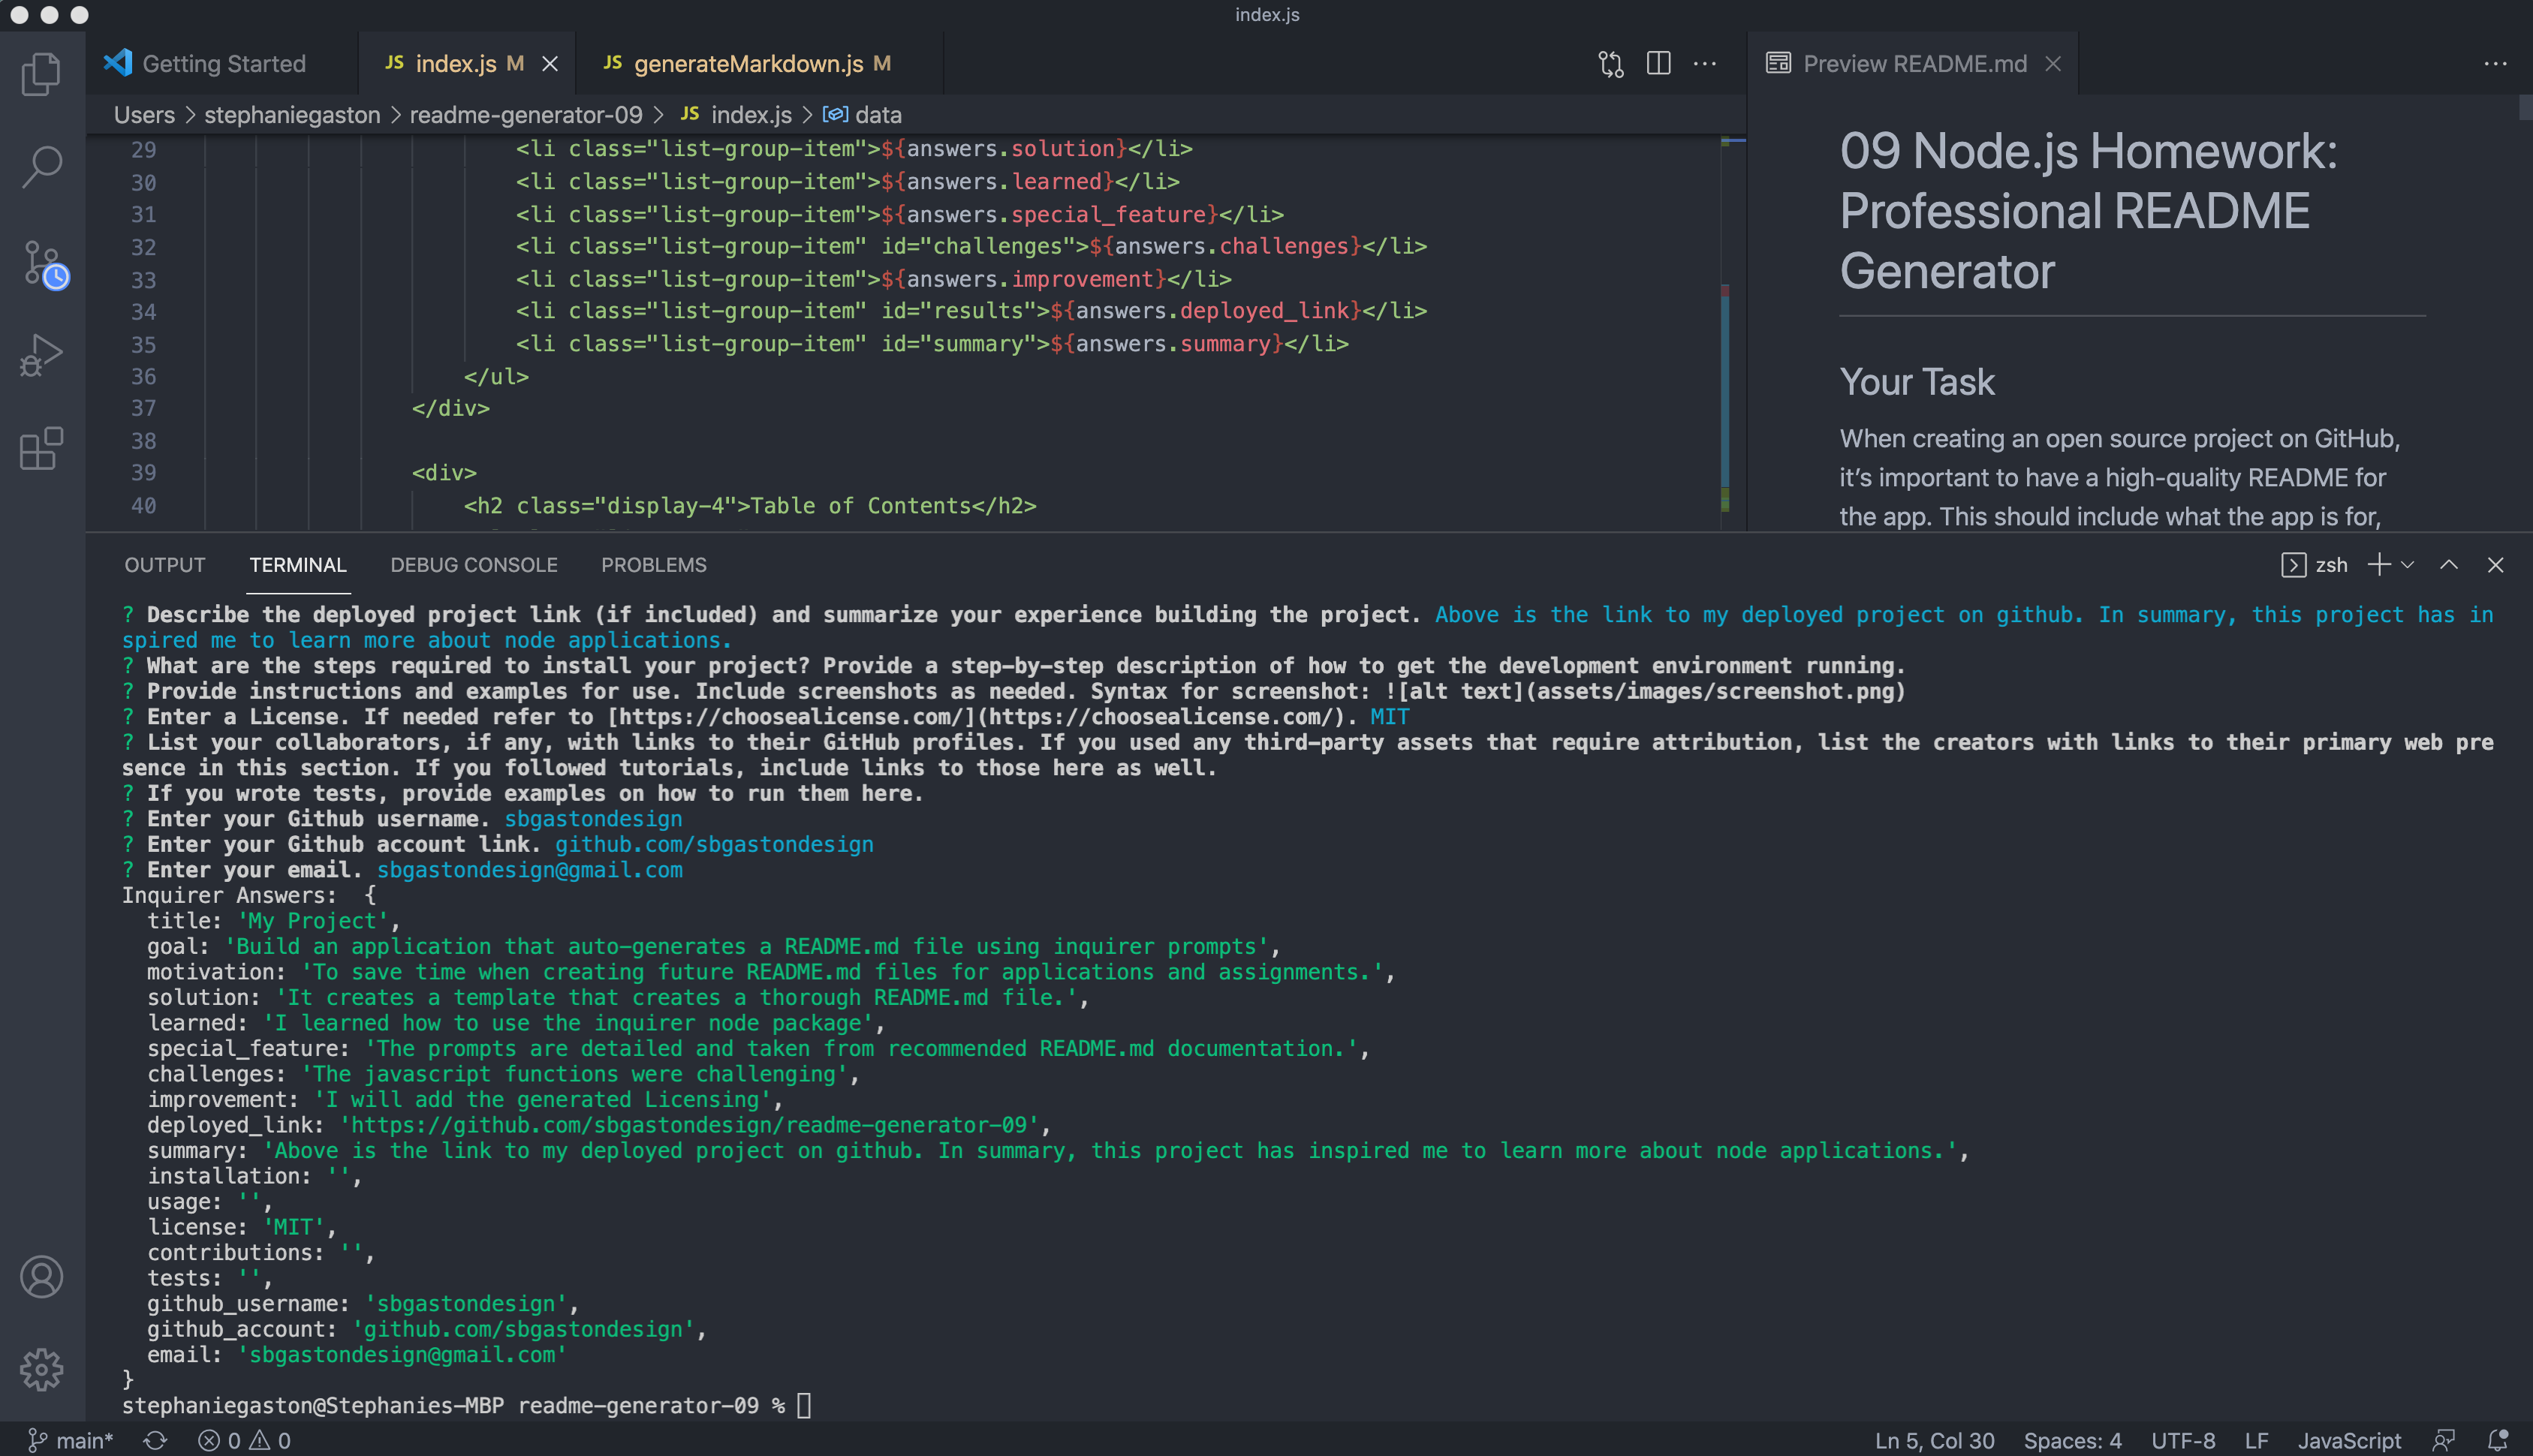 index.js
Getting Started
JS index.js M
JS generateMarkdown.js M
Preview README.md
Users > stephaniegaston > readme-generator-09 > JS index.js > data
29 <li class="list-group-item">${answers.solution}</li>
30 <li class="list-group-item">${answers.learned}</li>
31 <li class="list-group-item">${answers.special_feature}</li>
32 <li class="list-group-item" id="challenges">${answers.challenges}</li>
33 <li class="list-group-item">${answers.improvement}</li>
34 <li class="list-group-item" id="results">${answers.deployed_link}</li>
35 <li class="list-group-item" id="summary">${answers.summary}</li>
36 </ul>
37 </div>
38
39 <div>
40 <h2 class="display-4">Table of Contents</h2>
09 Node.js Homework:
Professional README
Generator
Your Task
When creating an open source project on GitHub,
it’s important to have a high-quality README for
the app. This should include what the app is for,
OUTPUT TERMINAL DEBUG CONSOLE PROBLEMS
zsh
? Describe the deployed project link (if included) and summarize your experience building the project. Above is the link to my deployed project on github. In summary, this project has in
spired me to learn more about node applications.
? What are the steps required to install your project? Provide a step-by-step description of how to get the development environment running.
? Provide instructions and examples for use. Include screenshots as needed. Syntax for screenshot: ![alt text](assets/images/screenshot.png)
? Enter a License. If needed refer to [https://choosealicense.com/](https://choosealicense.com/). MIT
? List your collaborators, if any, with links to their GitHub profiles. If you used any third-party assets that require attribution, list the creators with links to their primary web pre
sence in this section. If you followed tutorials, include links to those here as well.
? If you wrote tests, provide examples on how to run them here.
? Enter your Github username. sbgastondesign
? Enter your Github account link. github.com/sbgastondesign
? Enter your email. sbgastondesign@gmail.com
Inquirer Answers:  {
title: 'My Project',
goal: 'Build an application that auto-generates a README.md file using inquirer prompts',
motivation: 'To save time when creating future README.md files for applications and assignments.',
solution: 'It creates a template that creates a thorough README.md file.',
learned: 'I learned how to use the inquirer node package',
special_feature: 'The prompts are detailed and taken from recommended README.md documentation.',
challenges: 'The javascript functions were challenging',
improvement: 'I will add the generated Licensing',
deployed_link: 'https://github.com/sbgastondesign/readme-generator-09',
summary: 'Above is the link to my deployed project on github. In summary, this project has inspired me to learn more about node applications.',
installation: '',
usage: '',
license: 'MIT',
contributions: '',
tests: '',
github_username: 'sbgastondesign',
github_account: 'github.com/sbgastondesign',
email: 'sbgastondesign@gmail.com'
}
stephaniegaston@Stephanies-MBP readme-generator-09 %
main* 0 0
Ln 5, Col 30 Spaces: 4 UTF-8 LF JavaScript